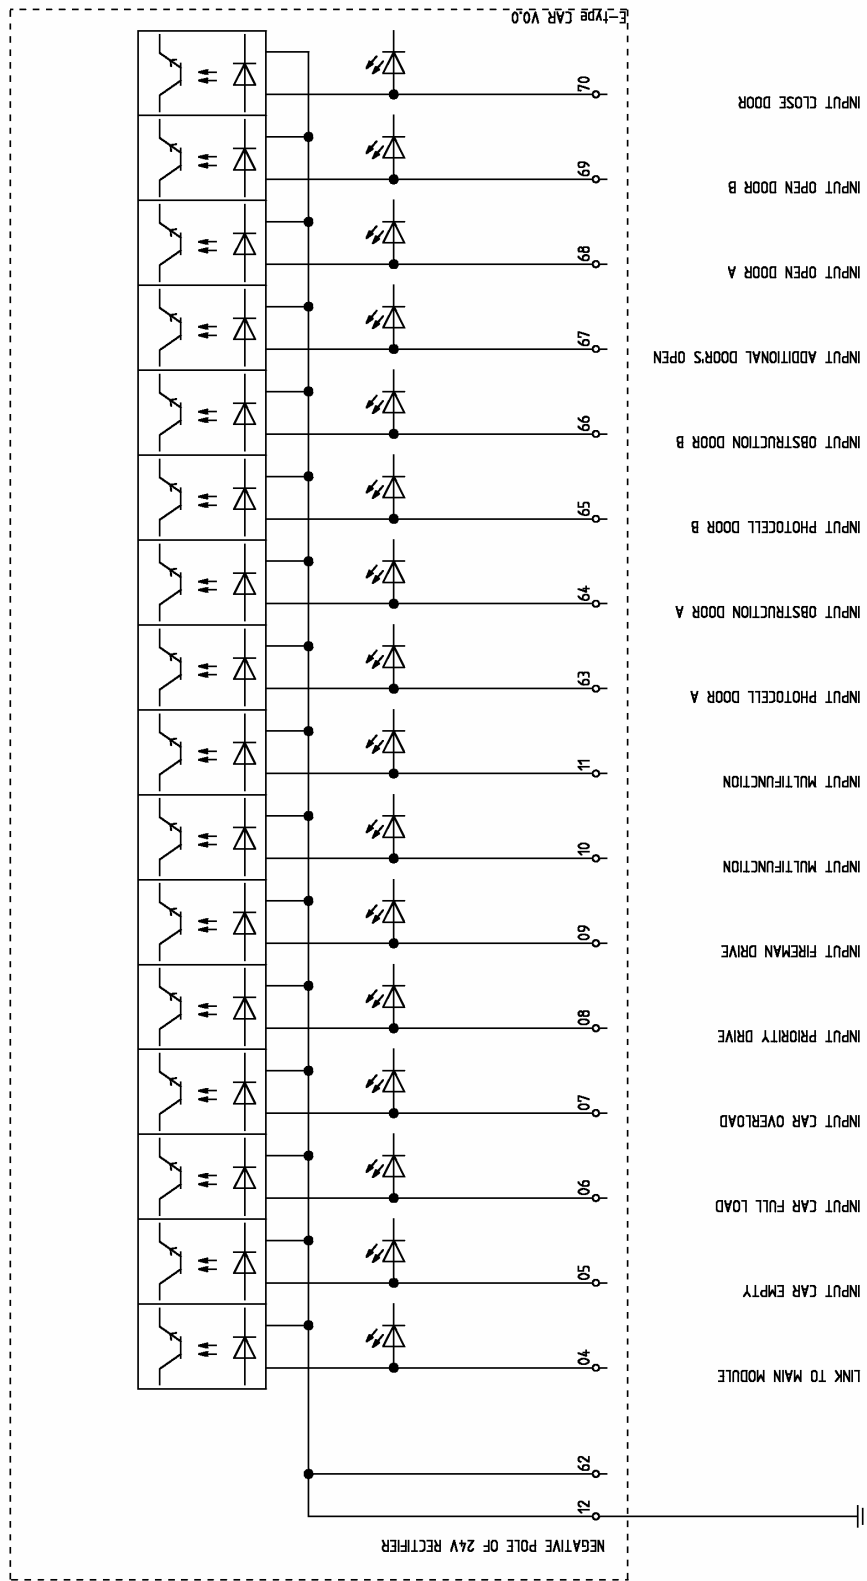 E-type CAR V0.0
70
INPUT CLOSE DOOR
69
INPUT OPEN DOOR B
68
INPUT OPEN DOOR A
67
INPUT ADDITIONAL DOOR'S OPEN
66
INPUT OBSTRUCTION DOOR B
65
INPUT PHOTOCELL DOOR B
64
INPUT OBSTRUCTION DOOR A
63
INPUT PHOTOCELL DOOR A
11
INPUT MULTIFUNCTION
10
INPUT MULTIFUNCTION
09
INPUT FIREMAN DRIVE
08
INPUT PRIORITY DRIVE
07
INPUT CAR OVERLOAD
06
INPUT CAR FULL LOAD
05
INPUT CAR EMPTY
04
LINK TO MAIN MODULE
62
12
NEGATIVE POLE OF 24V RECTIFIER